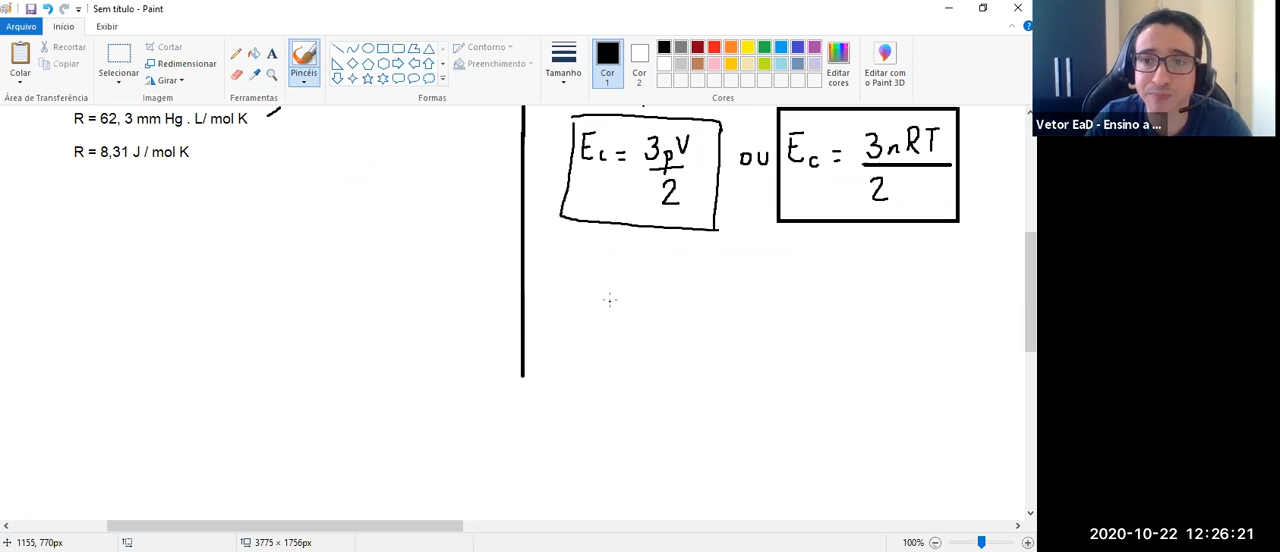 Sem título - Paint
Arquivo Início Exibir
Colar
Recortar
Copiar
Área de Transferência
Selecionar
Cortar
Redimensionar
Girar
Imagem
A
Ferramentas
Pincéis
Contorno
Preenchimento
Formas
Tamanho
Cor 1
Cor 2
Editar cores
Editar com o Paint 3D
Cores
R = 62, 3 mm Hg . L/ mol K
R = 8,31 J / mol K
Ec = 3pV
2
OU
Ec = 3nRT
2
Vetor EaD - Ensino a ...
1155, 770px
3775 × 1756px
100%
2020-10-22 12:26:21